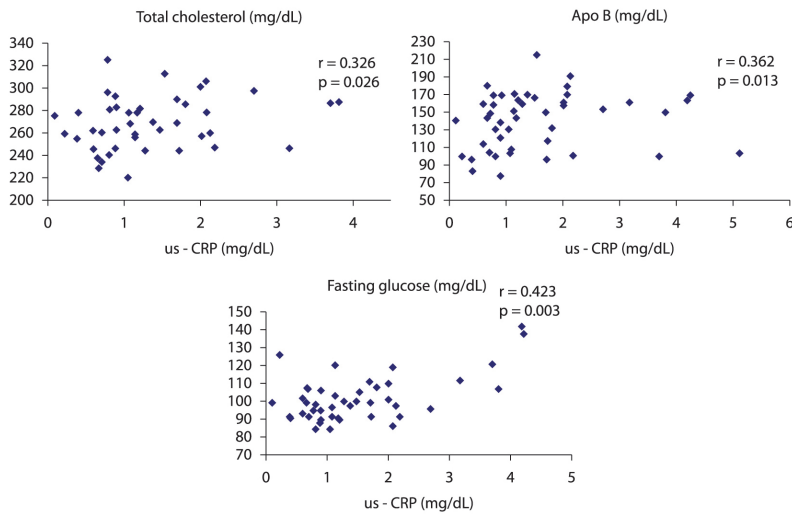 Total cholesterol (mg/dL)
340
320
300
280
260
240
220
200
r = 0.326
p = 0.026
0 1 2 3 4
us - CRP (mg/dL)
Apo B (mg/dL)
230
210
190
170
150
130
110
90
70
50
r = 0.362
p = 0.013
0 1 2 3 4 5 6
us - CRP (mg/dL)
Fasting glucose (mg/dL)
r = 0.423
p = 0.003
150
140
130
120
110
100
90
80
70
0 1 2 3 4 5
us - CRP (mg/dL)